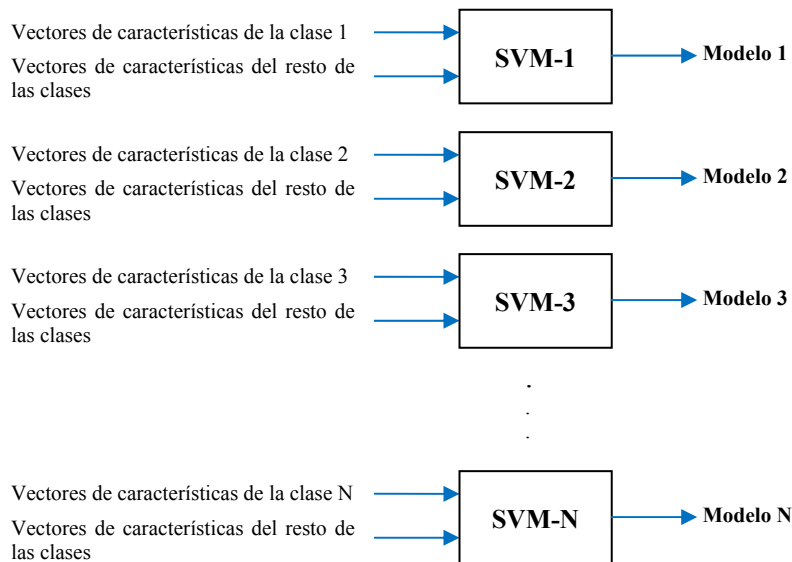 Vectores de características de la clase 1
Vectores de características del resto de
las clases
SVM-1
Modelo 1
Vectores de características de la clase 2
Vectores de características del resto de
las clases
SVM-2
Modelo 2
Vectores de características de la clase 3
Vectores de características del resto de
las clases
SVM-3
Modelo 3
.
.
.
Vectores de características de la clase N
Vectores de características del resto de
las clases
SVM-N
Modelo N